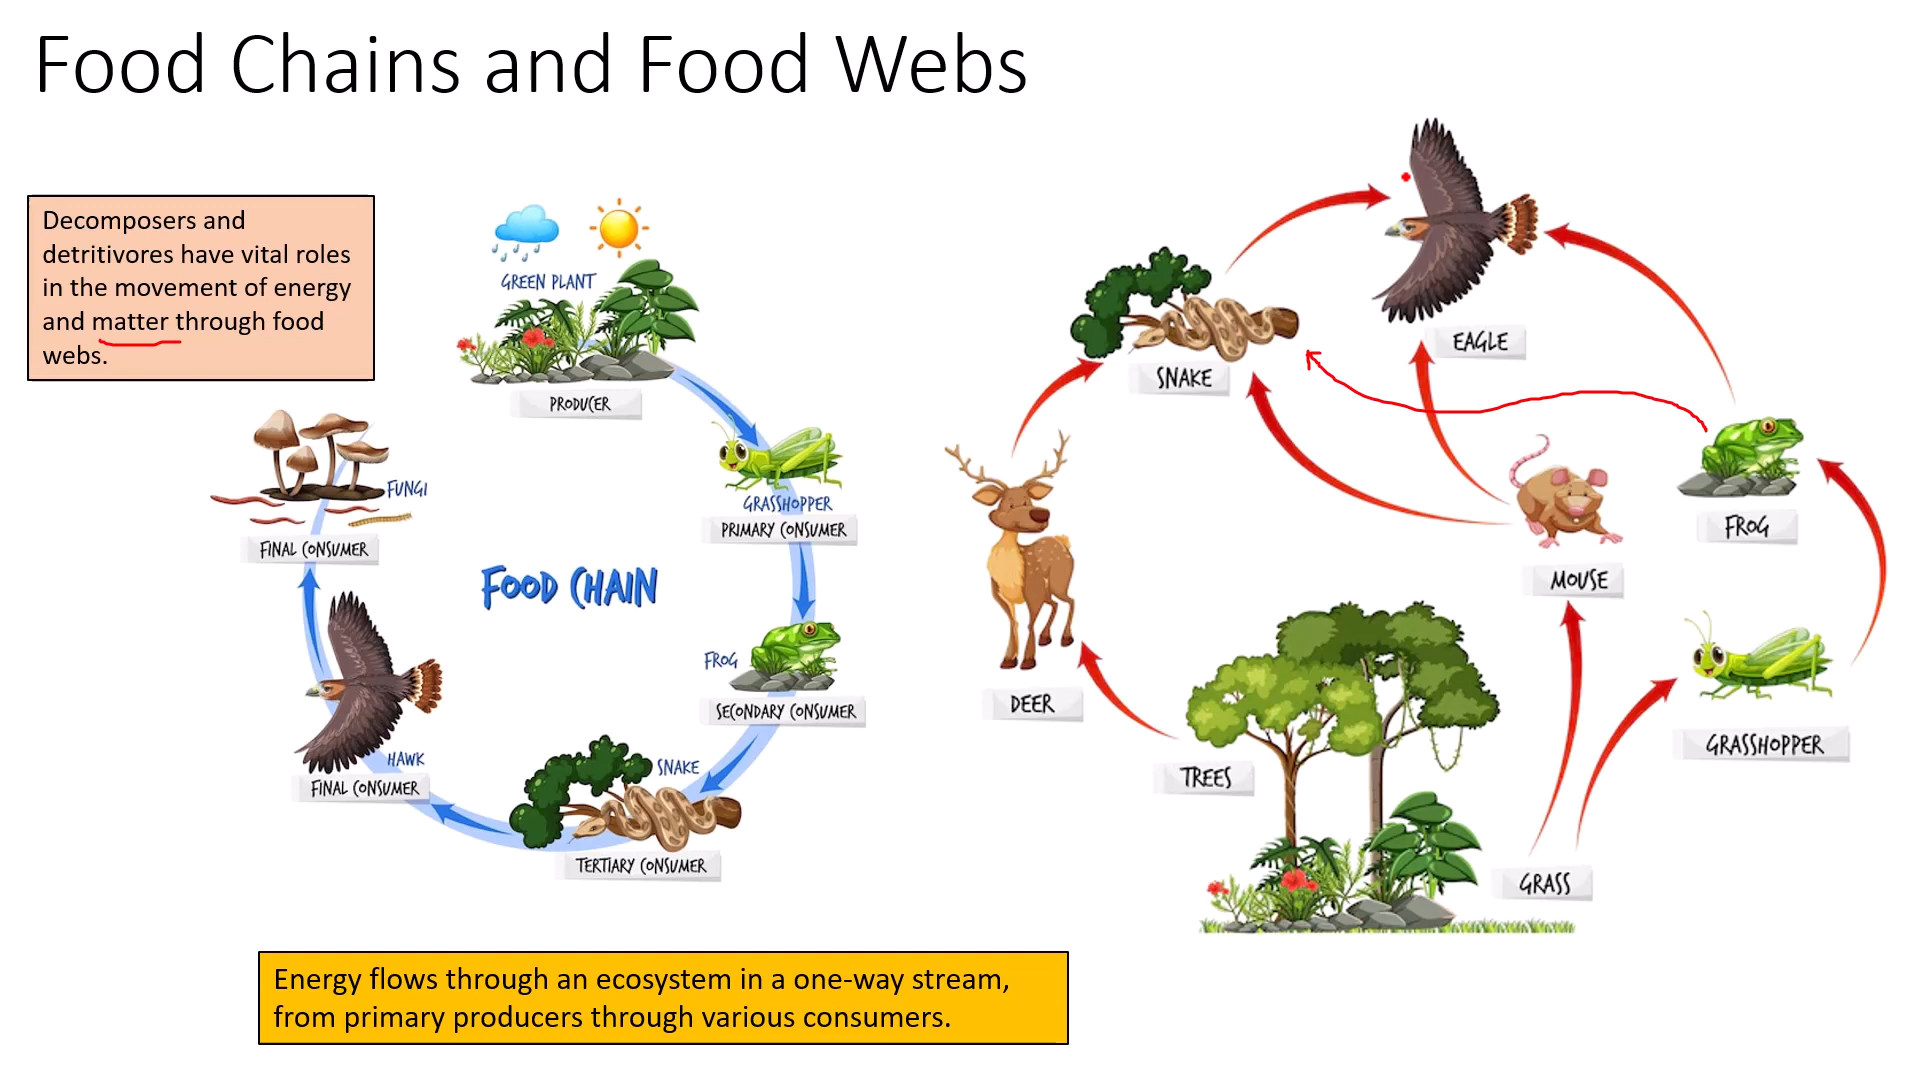 Food Chains and Food Webs
Decomposers and
detritivores have vital roles
in the movement of energy
and matter through food
webs.
GREEN PLANT
PRODUCER
GRASSHOPPER
PRIMARY CONSUMER
FROG
SECONDARY CONSUMER
SNAKE
TERTIARY CONSUMER
HAWK
FINAL CONSUMER
FUNGI
FINAL CONSUMER
FOOD CHAIN
EAGLE
SNAKE
FROG
MOUSE
DEER
GRASSHOPPER
TREES
GRASS
Energy flows through an ecosystem in a one-way stream,
from primary producers through various consumers.